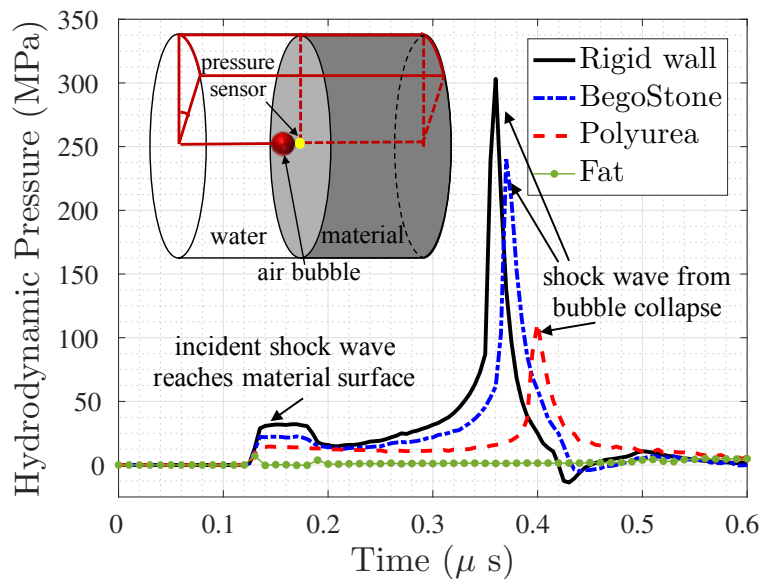 350
300
250
200
150
100
50
0
Hydrodynamic Pressure (MPa)
pressure
sensor
water
material
air bubble
Rigid wall
BegoStone
Polyurea
Fat
shock wave from
bubble collapse
incident shock wave
reaches material surface
0
0.1
0.2
0.3
0.4
0.5
0.6
Time (μ s)